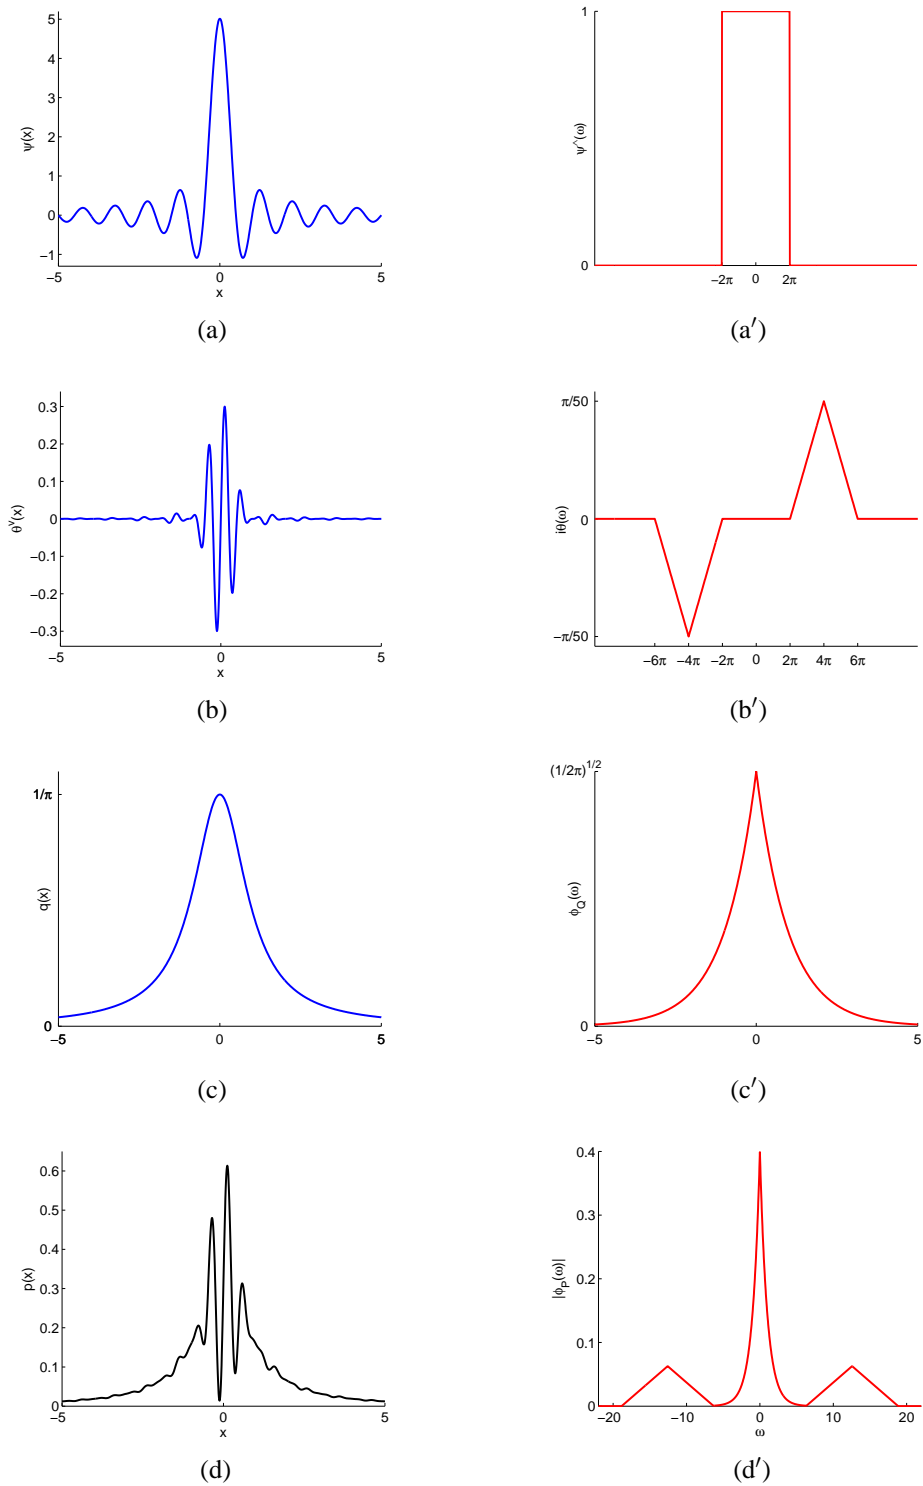 5
4
3
2
1
0
−1
−5
0
5
ψ(x)
x
(a)
1
0
−2π
0
2π
ψ^(ω)
(a′)
0.3
0.2
0.1
0
−0.1
−0.2
−0.3
−5
0
5
θ^γ(x)
x
(b)
π/50
0
−π/50
−6π
−4π
−2π
0
2π
4π
6π
iθ(ω)
(b′)
1/π
0
−5
0
5
q(x)
(c)
(1/2π)^1/2
0
−5
0
5
ϕ_Q(ω)
(c′)
0.6
0.5
0.4
0.3
0.2
0.1
0
−5
0
5
p(x)
x
(d)
0.4
0.3
0.2
0.1
0
−20
−10
0
10
20
|ϕ_P(ω)|
ω
(d′)